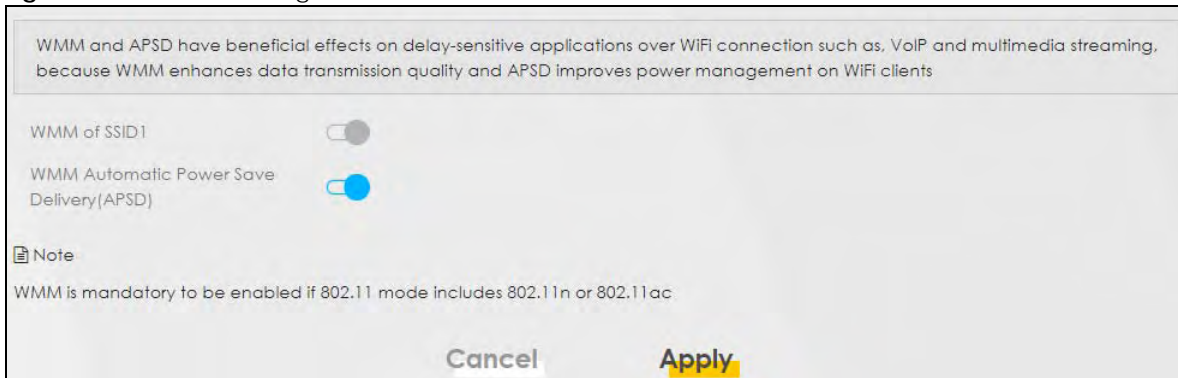 WMM and APSD have beneficial effects on delay-sensitive applications over WiFi connection such as, VoIP and multimedia streaming,
because WMM enhances data transmission quality and APSD improves power management on WiFi clients
WMM of SSID1
WMM Automatic Power Save
Delivery(APSD)
Note
WMM is mandatory to be enabled if 802.11 mode includes 802.11n or 802.11ac
Cancel Apply